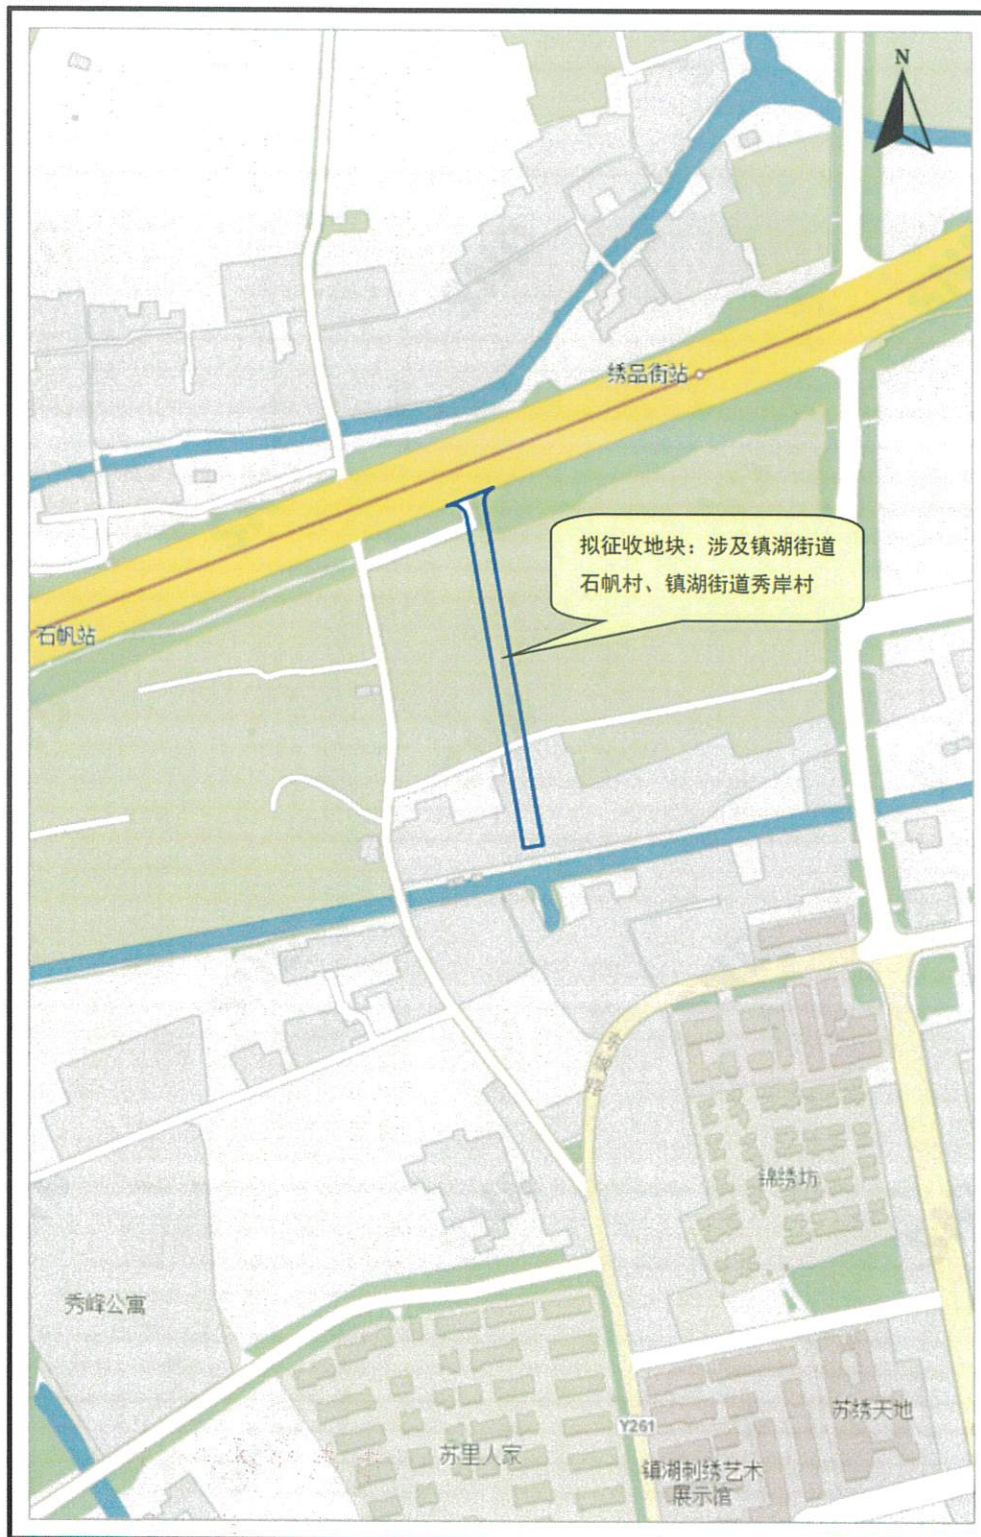 N
绣品街站
拟征收地块：涉及镇湖街道
石帆村、镇湖街道秀岸村
石帆站
锦绣坊
秀峰公寓
苏绣天地
Y261
苏里人家
镇湖刺绣艺术
展示馆